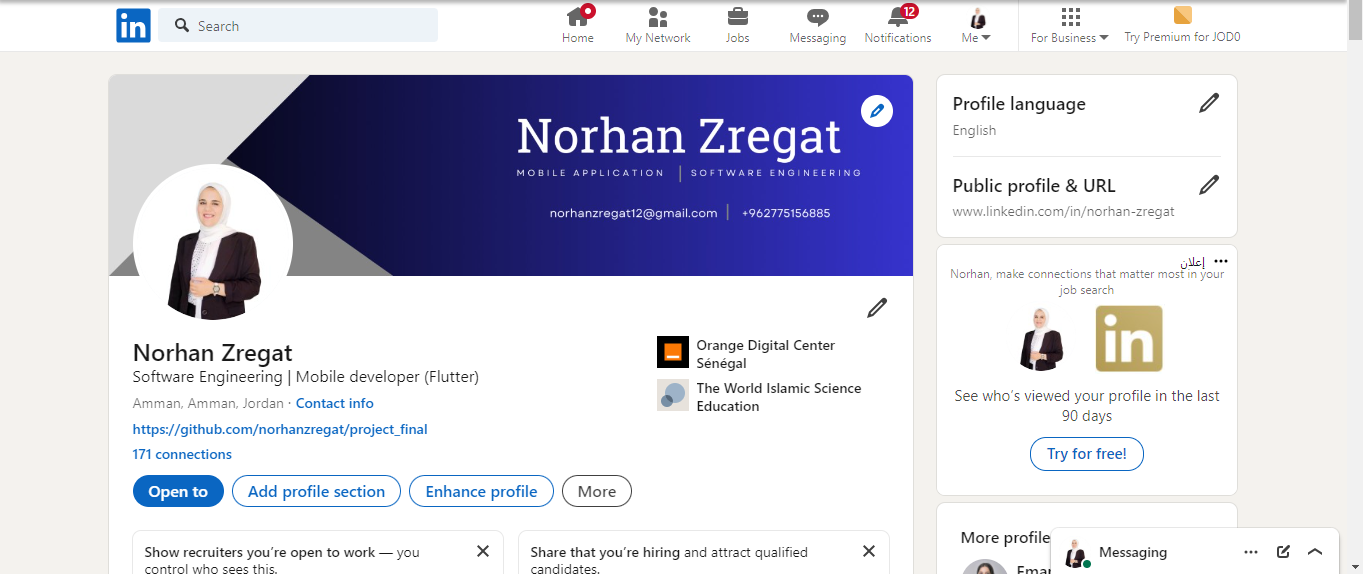 in
Search
Home
My Network
Jobs
Messaging
12
Notifications
Me
For Business
Try Premium for JOD0
Norhan Zregat
MOBILE APPLICATION | SOFTWARE ENGINEERING
norhanzregat12@gmail.com | +962775156885
Norhan Zregat
Software Engineering | Mobile developer (Flutter)
Amman, Amman, Jordan · Contact info
https://github.com/norhanzregat/project_final
171 connections
Orange Digital Center
Sénégal
The World Islamic Science
Education
Open to
Add profile section
Enhance profile
More
Show recruiters you're open to work — you
control who sees this.
Share that you're hiring and attract qualified
candidates.
Profile language
English
Public profile & URL
www.linkedin.com/in/norhan-zregat
إعلان
Norhan, make connections that matter most in your
job search
in
See who's viewed your profile in the last
90 days
Try for free!
More profile
Messaging